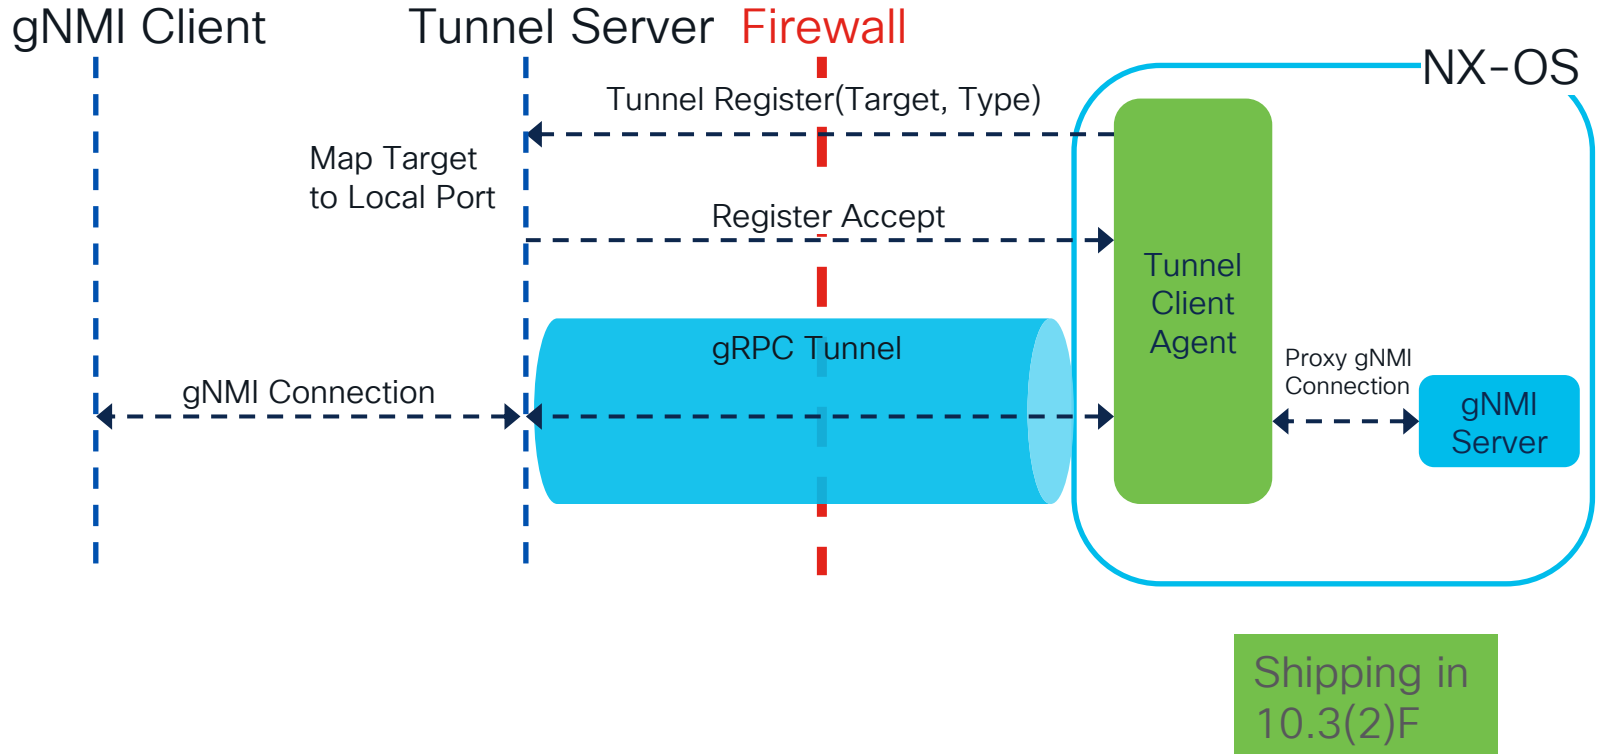 gNMI Client
Tunnel Server
Firewall
NX-OS
Tunnel Register(Target, Type)
Map Target
to Local Port
Register Accept
Tunnel
Client
Agent
gRPC Tunnel
Proxy gNMI
Connection
gNMI Connection
gNMI
Server
Shipping in
10.3(2)F